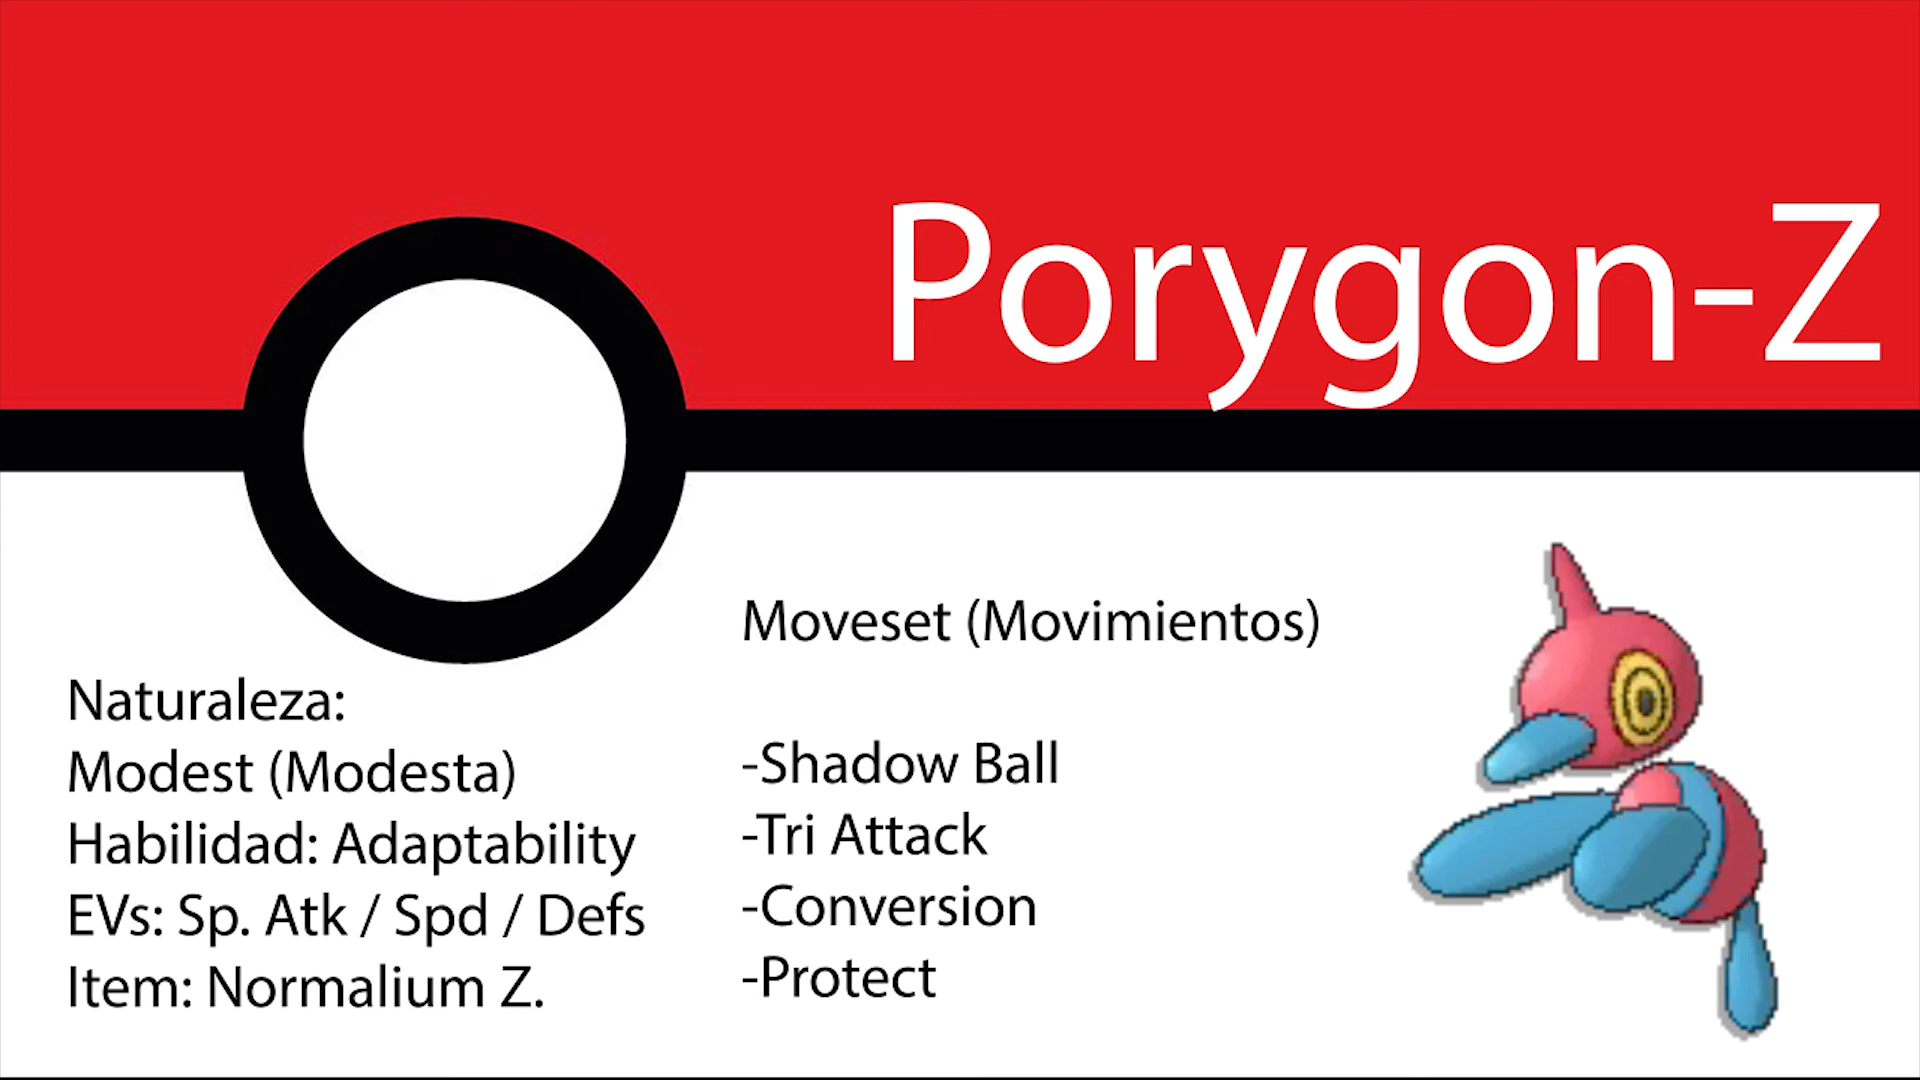 Porygon-Z
Naturaleza:
Modest (Modesta)
Habilidad: Adaptability
EVs: Sp. Atk / Spd / Defs
Item: Normalium Z.
Moveset (Movimientos)
-Shadow Ball
-Tri Attack
-Conversion
-Protect